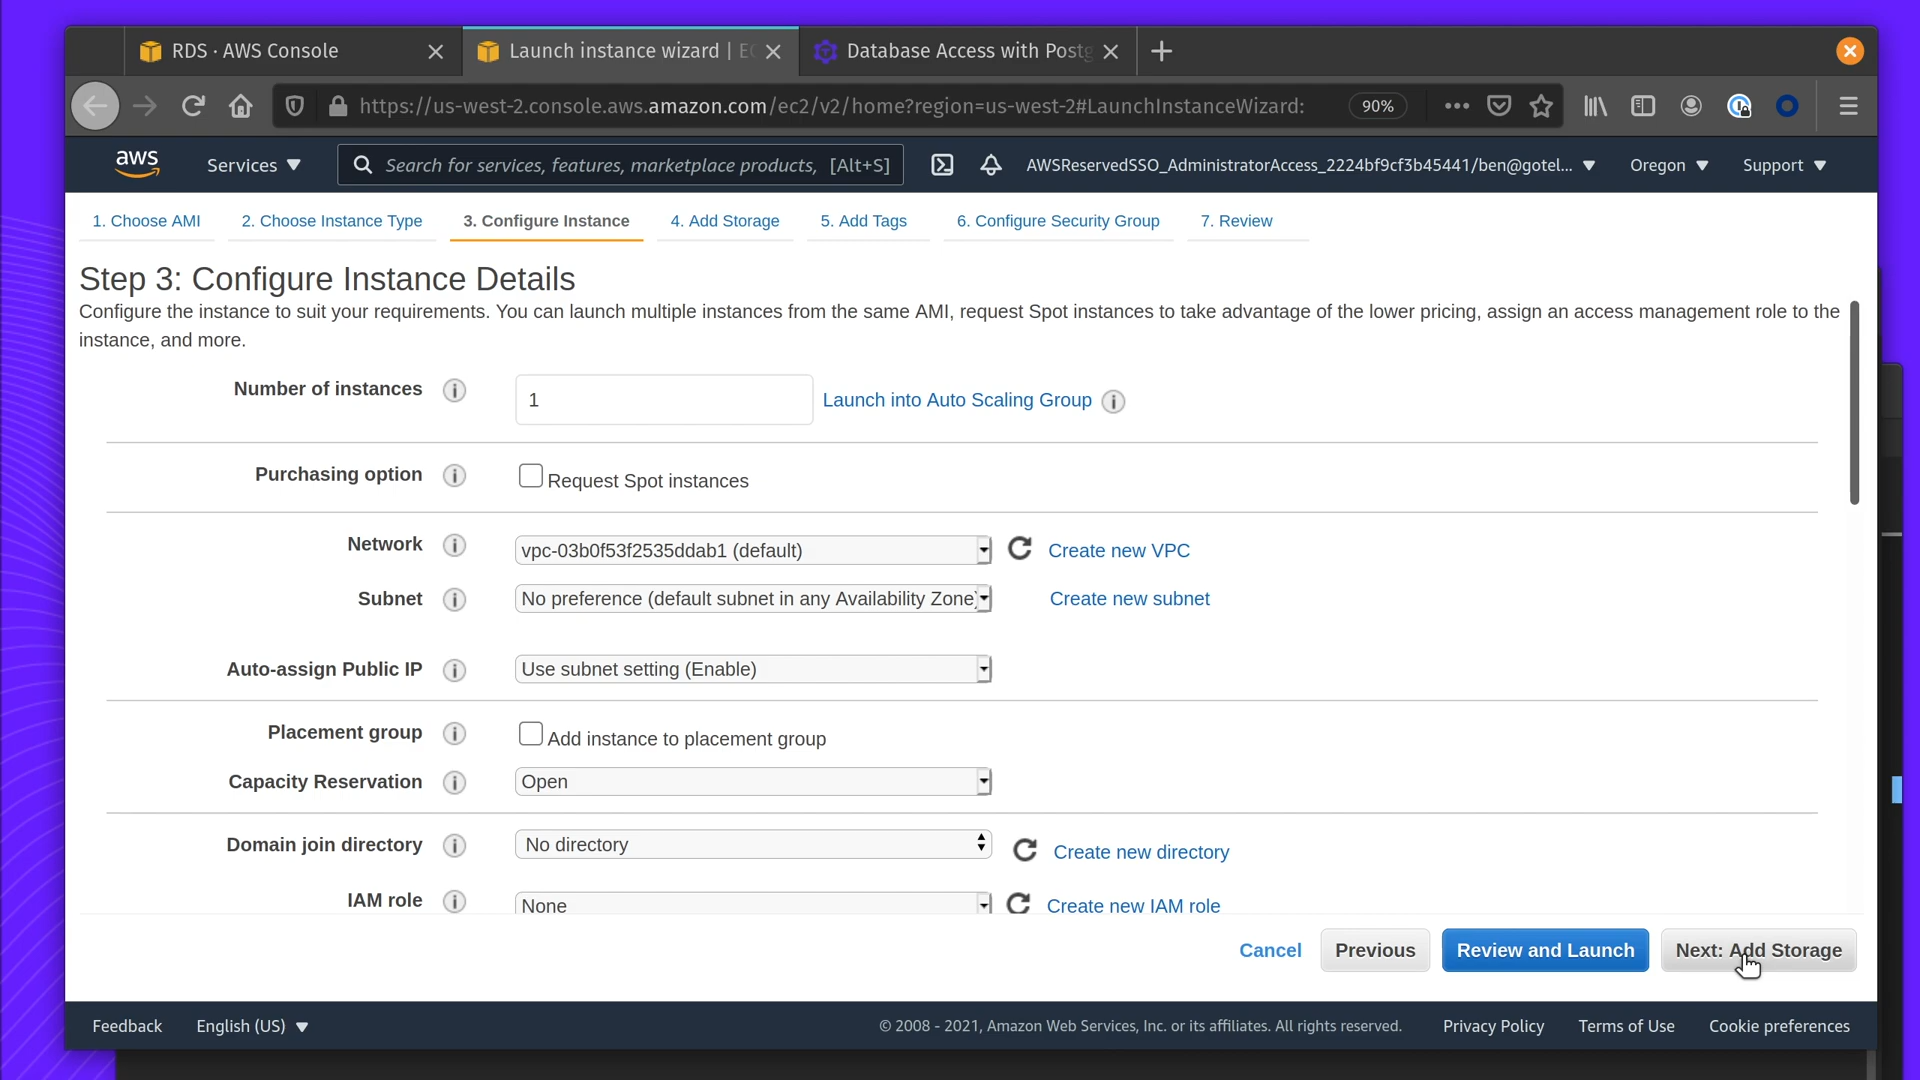 RDS · AWS Console
Launch instance wizard | EC
Database Access with Postg
https://us-west-2.console.aws.amazon.com/ec2/v2/home?region=us-west-2#LaunchInstanceWizard:
90%
aws
Services
Search for services, features, marketplace products, [Alt+S]
AWSReservedSSO_AdministratorAccess_2224bf9cf3b45441/ben@gotel...
Oregon
Support
1. Choose AMI
2. Choose Instance Type
3. Configure Instance
4. Add Storage
5. Add Tags
6. Configure Security Group
7. Review
Step 3: Configure Instance Details
Configure the instance to suit your requirements. You can launch multiple instances from the same AMI, request Spot instances to take advantage of the lower pricing, assign an access management role to the
instance, and more.
Number of instances
1
Launch into Auto Scaling Group
Purchasing option
Request Spot instances
Network
vpc-03b0f53f2535ddab1 (default)
Create new VPC
Subnet
No preference (default subnet in any Availability Zone)
Create new subnet
Auto-assign Public IP
Use subnet setting (Enable)
Placement group
Add instance to placement group
Capacity Reservation
Open
Domain join directory
No directory
Create new directory
IAM role
None
Create new IAM role
Cancel
Previous
Review and Launch
Next: Add Storage
Feedback
English (US)
© 2008 - 2021, Amazon Web Services, Inc. or its affiliates. All rights reserved.
Privacy Policy
Terms of Use
Cookie preferences